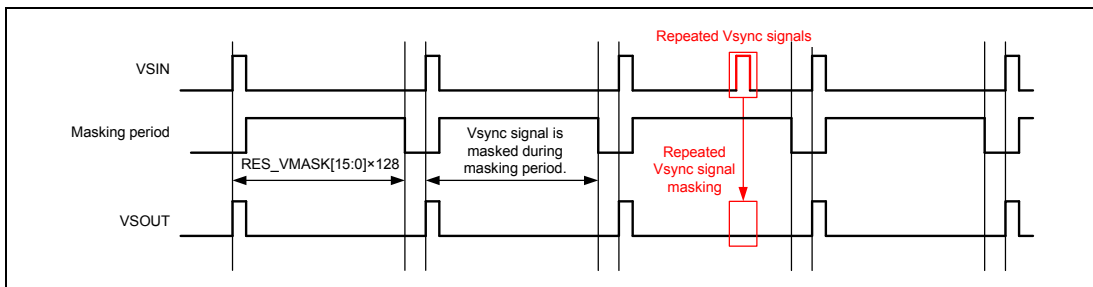 Repeated Vsync signals
VSIN
Masking period
Vsync signal is
masked during
masking period.
RES_VMASK[15:0]×128
Repeated
Vsync signal
masking
VSOUT